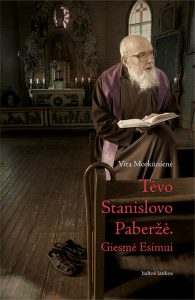 Vita Morkūnienė
Tėvo
Stanislovo
Paberžė.
Giesmė Esimui
baltos lankos